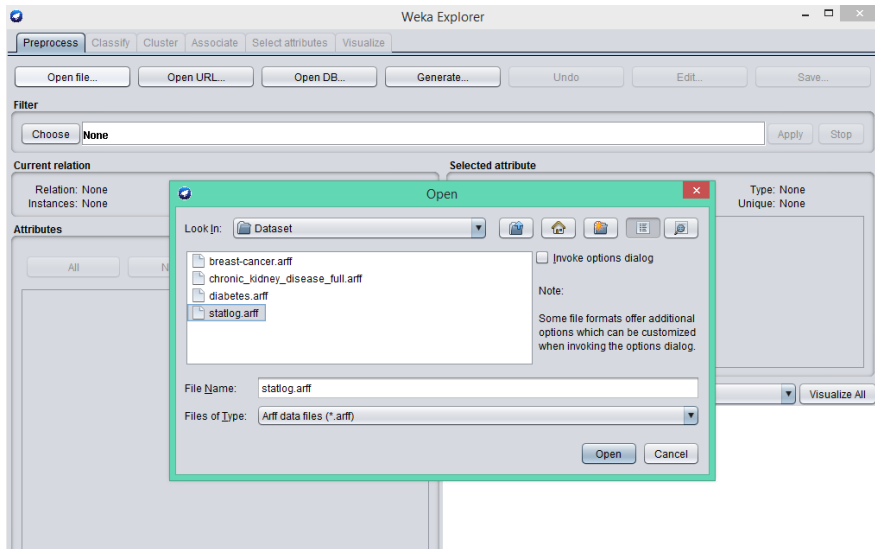 Weka Explorer
Preprocess Classify Cluster Associate Select attributes Visualize
Open file... Open URL... Open DB... Generate... Undo Edit... Save...
Filter
Choose None Apply Stop
Current relation Selected attribute
Relation: None Type: None
Instances: None Unique: None
Attributes
All N
Open
Look In: Dataset
breast-cancer.arff
chronic_kidney_disease_full.arff
diabetes.arff
statlog.arff
Invoke options dialog
Note:
Some file formats offer additional
options which can be customized
when invoking the options dialog.
File Name: statlog.arff
Files of Type: Arff data files (*.arff)
Open Cancel
Visualize All